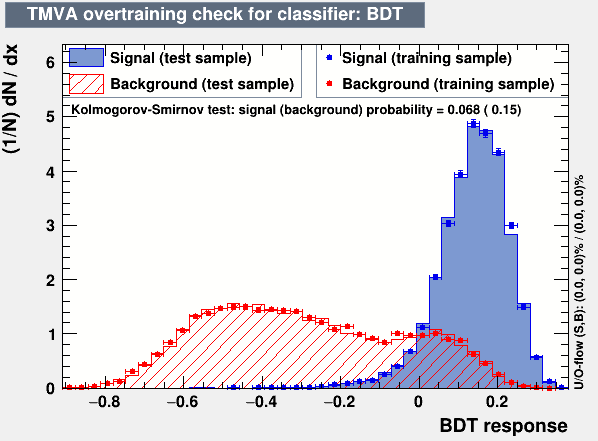 TMVA overtraining check for classifier: BDT
Signal (test sample)
Background (test sample)
Signal (training sample)
Background (training sample)
Kolmogorov-Smirnov test: signal (background) probability = 0.068 ( 0.15)
(1/N) dN / dx
6
5
4
3
2
1
0
−0.8
−0.6
−0.4
−0.2
0
0.2
BDT response
U/O-flow (S,B): (0.0, 0.0)% / (0.0, 0.0)%